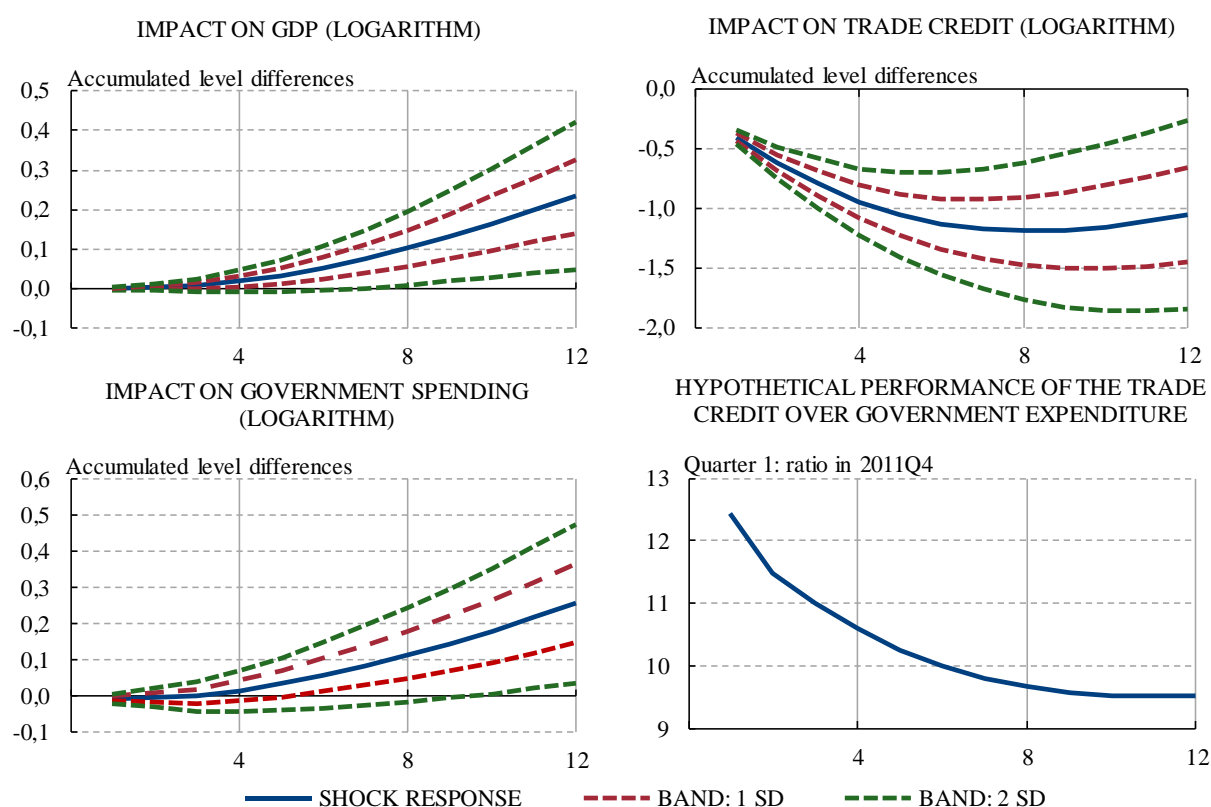 IMPACT ON GDP (LOGARITHM)
Accumulated level differences
0,5
0,4
0,3
0,2
0,1
0,0
-0,1
4 8 12
IMPACT ON TRADE CREDIT (LOGARITHM)
Accumulated level differences
0,0
-0,5
-1,0
-1,5
-2,0
4 8 12
IMPACT ON GOVERNMENT SPENDING
(LOGARITHM)
Accumulated level differences
0,6
0,5
0,4
0,3
0,2
0,1
0,0
-0,1
4 8 12
HYPOTHETICAL PERFORMANCE OF THE TRADE
CREDIT OVER GOVERNMENT EXPENDITURE
Quarter 1: ratio in 2011Q4
13
12
11
10
9
4 8 12
SHOCK RESPONSE BAND: 1 SD BAND: 2 SD